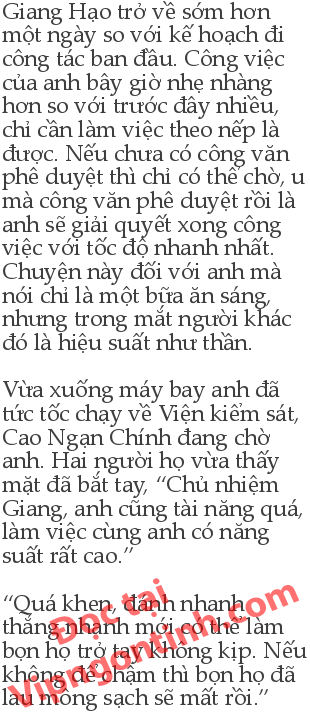 Giang Hạo trở về sớm hơn
một ngày so với kế hoạch đi
công tác ban đầu. Công việc
của anh bây giờ nhẹ nhàng
hơn so với trước đây nhiều,
chỉ cần làm việc theo nếp là
được. Nếu chưa có công văn
phê duyệt thì chỉ có thể chờ, u
mà công văn phê duyệt rồi là
anh sẽ giải quyết xong công
việc với tốc độ nhanh nhất.
Chuyện này đối với anh mà
nói chỉ là một bữa ăn sáng,
nhưng trong mắt người khác
đó là hiệu suất như thần.
Vừa xuống máy bay anh đã
tức tốc chạy về Viện kiểm sát,
Cao Ngạn Chính đang chờ
anh. Hai người họ vừa thấy
mặt đã bắt tay, “Chủ nhiệm
Giang, anh cũng tài năng quá,
làm việc cùng anh có năng
suất rất cao.”
“Quá khen, đánh nhanh
thắng nhanh mới có thể làm
bọn họ trở tay không kịp. Nếu
không để chậm thì bọn họ đã
lau mông sạch sẽ mất rồi.”
Đọc tại
Vipngontinh.com